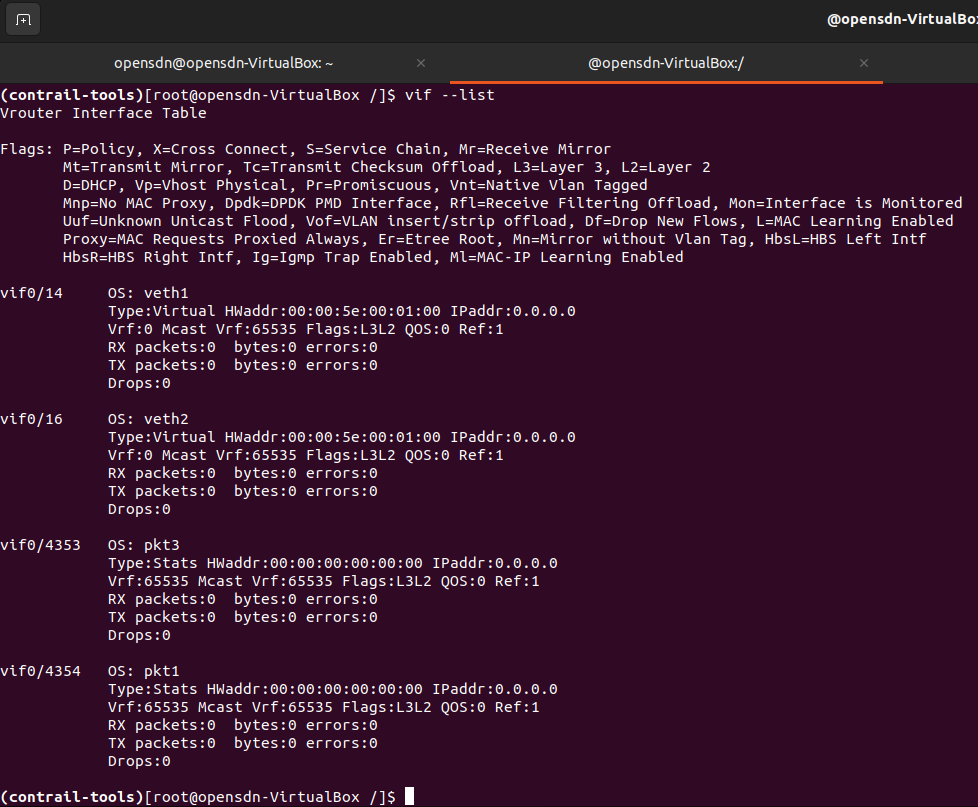 @opensdn-VirtualBox
opensdn@opensdn-VirtualBox: ~ × @opensdn-VirtualBox:/ ×
(contrail-tools)[root@opensdn-VirtualBox /]$ vif --list
Vrouter Interface Table
Flags: P=Policy, X=Cross Connect, S=Service Chain, Mr=Receive Mirror
Mt=Transmit Mirror, Tc=Transmit Checksum Offload, L3=Layer 3, L2=Layer 2
D=DHCP, Vp=Vhost Physical, Pr=Promiscuous, Vnt=Native Vlan Tagged
Mnp=No MAC Proxy, Dpdk=DPDK PMD Interface, Rfl=Receive Filtering Offload, Mon=Interface is Monitored
Uuf=Unknown Unicast Flood, Vof=VLAN insert/strip offload, Df=Drop New Flows, L=MAC Learning Enabled
Proxy=MAC Requests Proxied Always, Er=Etree Root, Mn=Mirror without Vlan Tag, HbsL=HBS Left Intf
HbsR=HBS Right Intf, Ig=Igmp Trap Enabled, Ml=MAC-IP Learning Enabled
vif0/14 OS: veth1
Type:Virtual HWaddr:00:00:5e:00:01:00 IPaddr:0.0.0.0
Vrf:0 Mcast Vrf:65535 Flags:L3L2 QOS:0 Ref:1
RX packets:0 bytes:0 errors:0
TX packets:0 bytes:0 errors:0
Drops:0
vif0/16 OS: veth2
Type:Virtual HWaddr:00:00:5e:00:01:00 IPaddr:0.0.0.0
Vrf:0 Mcast Vrf:65535 Flags:L3L2 QOS:0 Ref:1
RX packets:0 bytes:0 errors:0
TX packets:0 bytes:0 errors:0
Drops:0
vif0/4353 OS: pkt3
Type:Stats HWaddr:00:00:00:00:00:00 IPaddr:0.0.0.0
Vrf:65535 Mcast Vrf:65535 Flags:L3L2 QOS:0 Ref:1
RX packets:0 bytes:0 errors:0
TX packets:0 bytes:0 errors:0
Drops:0
vif0/4354 OS: pkt1
Type:Stats HWaddr:00:00:00:00:00:00 IPaddr:0.0.0.0
Vrf:65535 Mcast Vrf:65535 Flags:L3L2 QOS:0 Ref:1
RX packets:0 bytes:0 errors:0
TX packets:0 bytes:0 errors:0
Drops:0
(contrail-tools)[root@opensdn-VirtualBox /]$